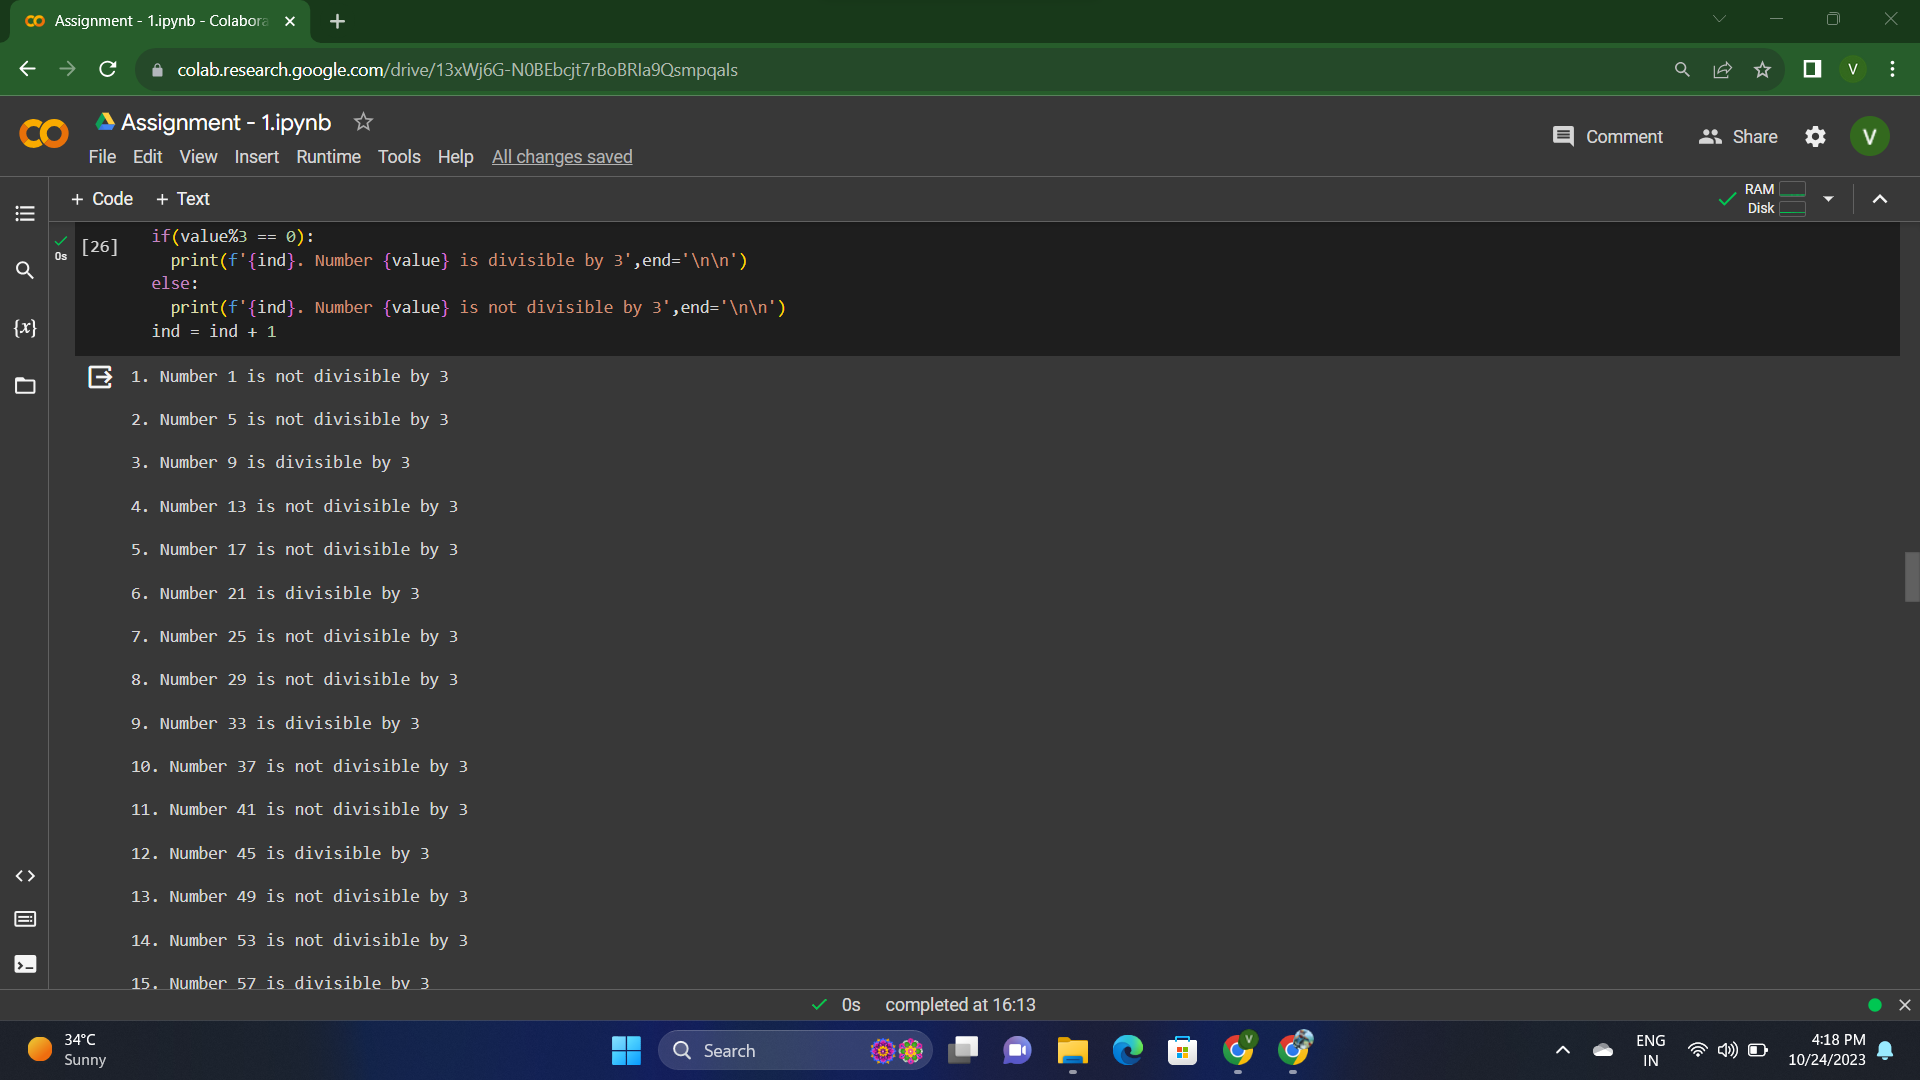 Assignment - 1.ipynb - Colabora
colab.research.google.com/drive/13xWj6G-N0BEbcjt7rBoBRIa9Qsmpqals
V
Assignment - 1.ipynb
Comment
Share
V
File Edit View Insert Runtime Tools Help All changes saved
+ Code + Text
RAM
Disk
0s
[26]
if(value%3 == 0):
print(f'{ind}. Number {value} is divisible by 3',end='\n\n')
else:
print(f'{ind}. Number {value} is not divisible by 3',end='\n\n')
ind = ind + 1
{x}
1. Number 1 is not divisible by 3
2. Number 5 is not divisible by 3
3. Number 9 is divisible by 3
4. Number 13 is not divisible by 3
5. Number 17 is not divisible by 3
6. Number 21 is divisible by 3
7. Number 25 is not divisible by 3
8. Number 29 is not divisible by 3
9. Number 33 is divisible by 3
10. Number 37 is not divisible by 3
11. Number 41 is not divisible by 3
12. Number 45 is divisible by 3
13. Number 49 is not divisible by 3
14. Number 53 is not divisible by 3
15. Number 57 is divisible by 3
0s completed at 16:13
34°C
Sunny
Search
V
ENG
IN
4:18 PM
10/24/2023